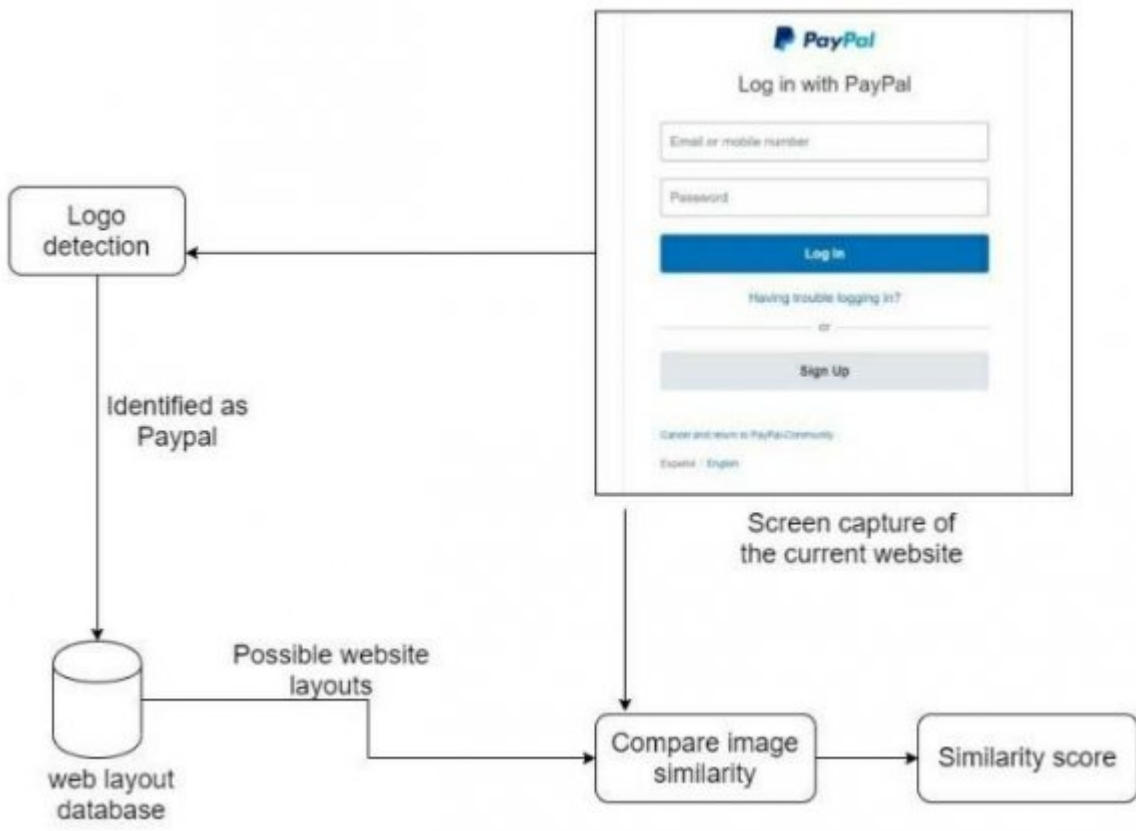 PayPal
Log in with PayPal
Email or mobile number
Password
Log In
Having trouble logging in?
or
Sign Up
Cancel and return to PayPal-Community
Español | English
Screen capture of
the current website
Logo
detection
Identified as
Paypal
web layout
database
Possible website
layouts
Compare image
similarity
Similarity score